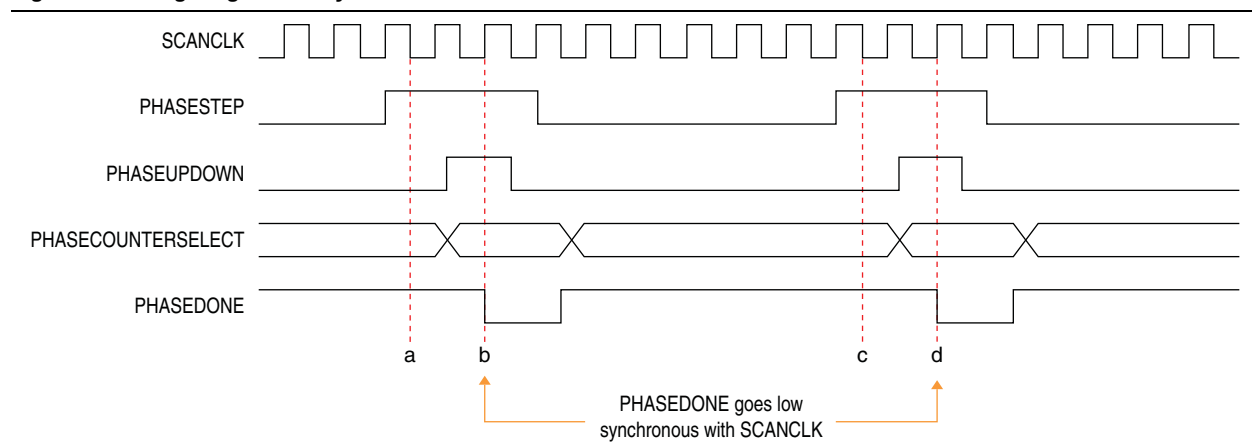 SCANCLK
PHASESTEP
PHASEUPDOWN
PHASECOUNTERSELECT
PHASEDONE
a b c d
PHASEDONE goes low
synchronous with SCANCLK